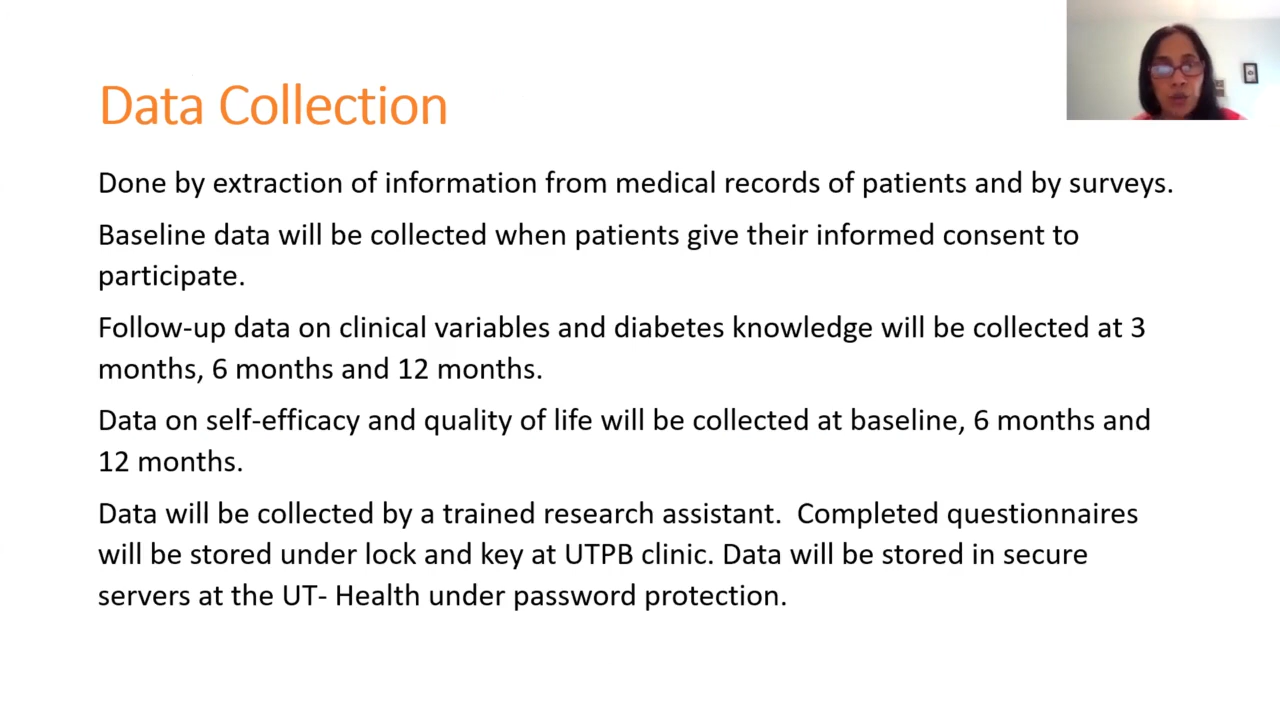 Data Collection
Done by extraction of information from medical records of patients and by surveys.
Baseline data will be collected when patients give their informed consent to
participate.
Follow-up data on clinical variables and diabetes knowledge will be collected at 3
months, 6 months and 12 months.
Data on self-efficacy and quality of life will be collected at baseline, 6 months and
12 months.
Data will be collected by a trained research assistant.  Completed questionnaires
will be stored under lock and key at UTPB clinic. Data will be stored in secure
servers at the UT- Health under password protection.